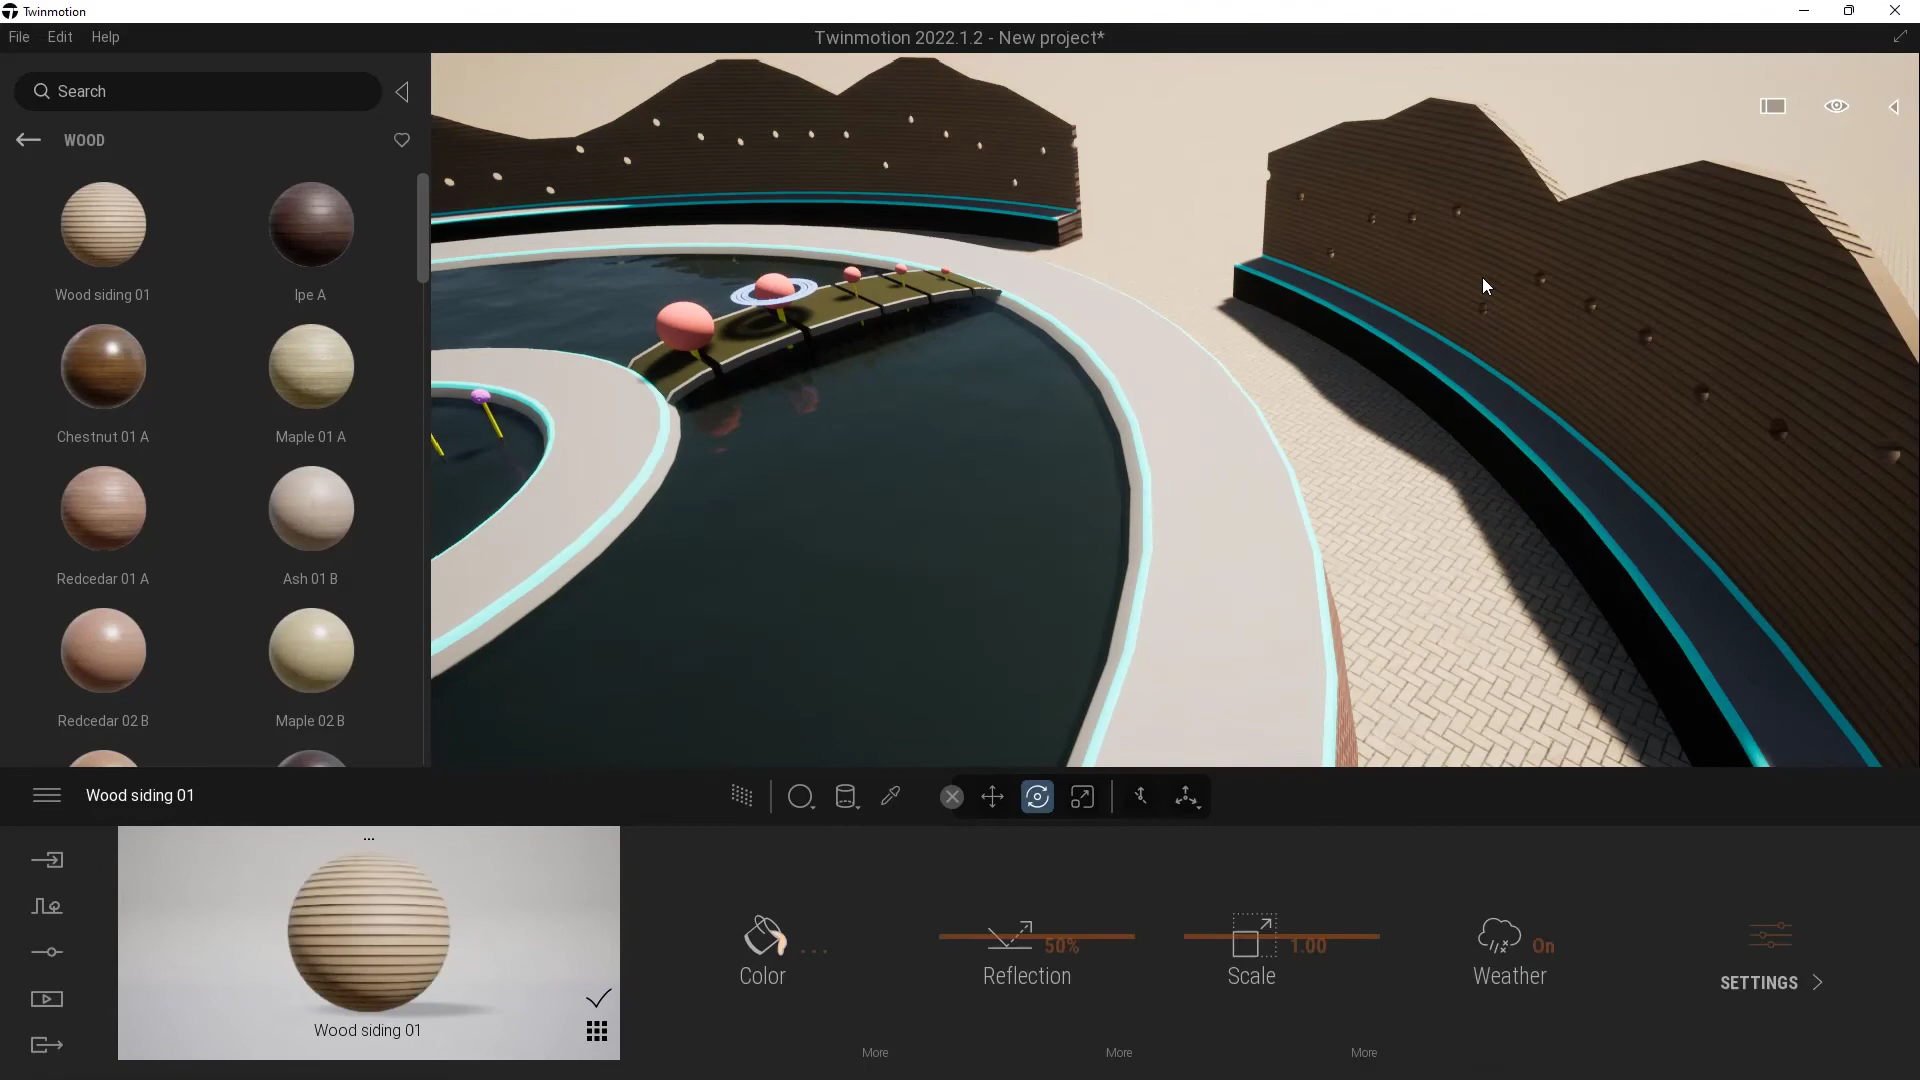 Twinmotion
File Edit Help
Twinmotion 2022.1.2 - New project*
Search
WOOD
Wood siding 01
Ipe A
Chestnut 01 A
Maple 01 A
Redcedar 01 A
Ash 01 B
Redcedar 02 B
Maple 02 B
Wood siding 01
...
Wood siding 01
Color
...
Reflection
50%
Scale
1.00
Weather
On
SETTINGS
More
More
More